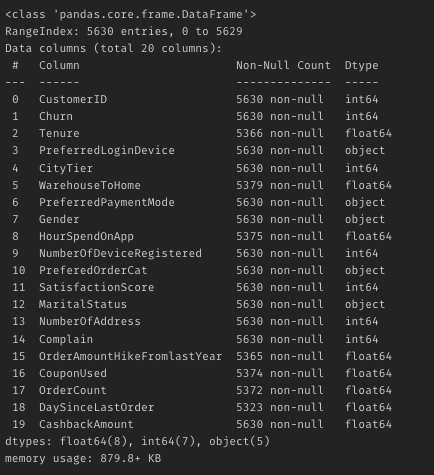 <class 'pandas.core.frame.DataFrame'>
RangeIndex: 5630 entries, 0 to 5629
Data columns (total 20 columns):
 #   Column                       Non-Null Count  Dtype
---  ------                       --------------  -----
 0   CustomerID                   5630 non-null   int64
 1   Churn                        5630 non-null   int64
 2   Tenure                       5366 non-null   float64
 3   PreferredLoginDevice         5630 non-null   object
 4   CityTier                     5630 non-null   int64
 5   WarehouseToHome              5379 non-null   float64
 6   PreferredPaymentMode         5630 non-null   object
 7   Gender                       5630 non-null   object
 8   HourSpendOnApp               5375 non-null   float64
 9   NumberOfDeviceRegistered     5630 non-null   int64
 10  PreferedOrderCat             5630 non-null   object
 11  SatisfactionScore            5630 non-null   int64
 12  MaritalStatus                5630 non-null   object
 13  NumberOfAddress              5630 non-null   int64
 14  Complain                     5630 non-null   int64
 15  OrderAmountHikeFromlastYear  5365 non-null   float64
 16  CouponUsed                   5374 non-null   float64
 17  OrderCount                   5372 non-null   float64
 18  DaySinceLastOrder            5323 non-null   float64
 19  CashbackAmount               5630 non-null   float64
dtypes: float64(8), int64(7), object(5)
memory usage: 879.8+ KB